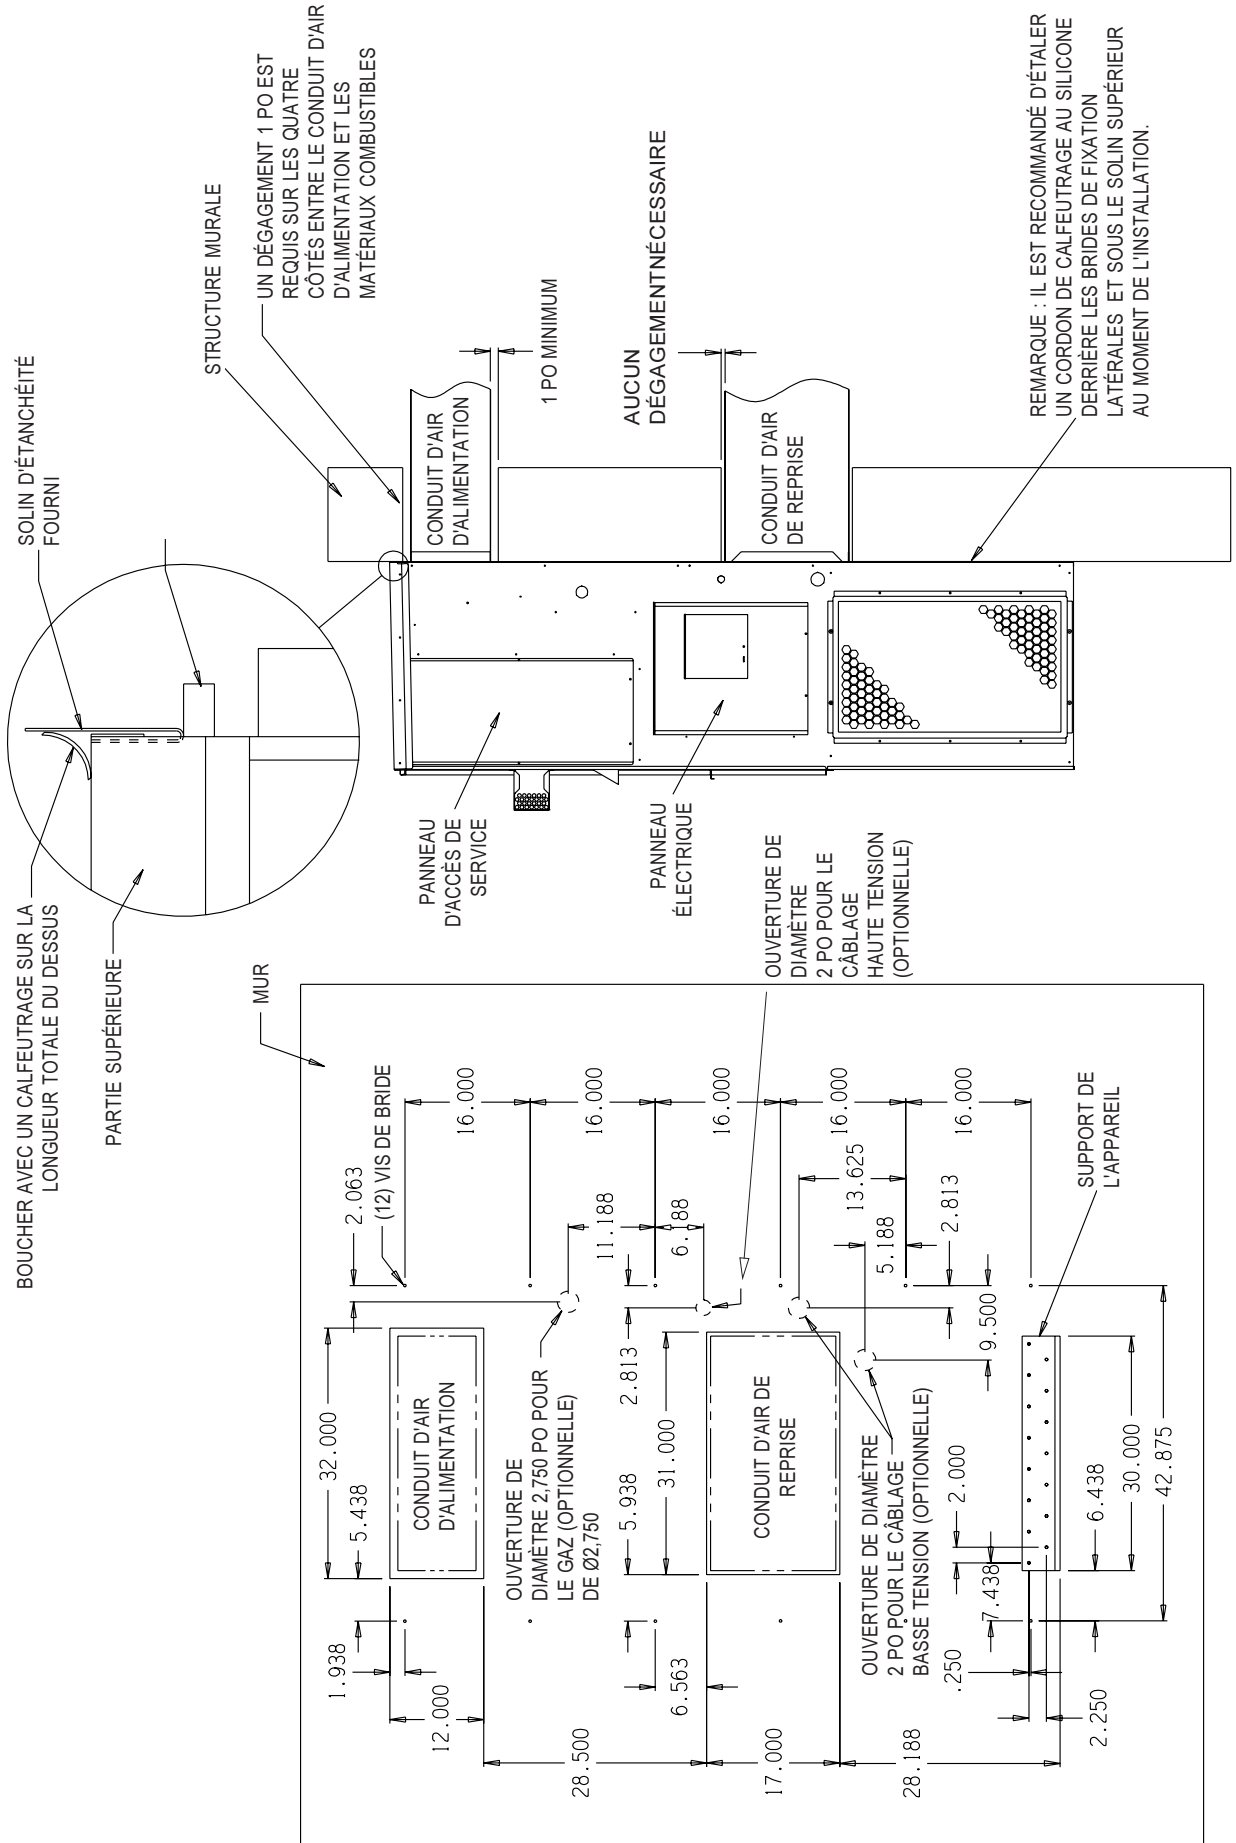 BOUCHER AVEC UN CALFEUTRAGE SUR LA
LONGUEUR TOTALE DU DESSUS
SOLIN D'ÉTANCHÉITÉ
FOURNI
PARTIE SUPÉRIEURE
STRUCTURE MURALE
UN DÉGAGEMENT 1 PO EST
REQUIS SUR LES QUATRE
CÔTÉS ENTRE LE CONDUIT D'AIR
D'ALIMENTATION ET LES
MATÉRIAUX COMBUSTIBLES
CONDUIT D'AIR
D'ALIMENTATION
1 PO MINIMUM
AUCUN
DÉGAGEMENTNÉCESSAIRE
CONDUIT D'AIR
DE REPRISE
REMARQUE : IL EST RECOMMANDÉ D'ÉTALER
UN CORDON DE CALFEUTRAGE AU SILICONE
DERRIÈRE LES BRIDES DE FIXATION
LATÉRALES ET SOUS LE SOLIN SUPÉRIEUR
AU MOMENT DE L'INSTALLATION.
PANNEAU
D'ACCÈS DE
SERVICE
PANNEAU
ÉLECTRIQUE
MUR
OUVERTURE DE
DIAMÈTRE
2 PO POUR LE
CÂBLAGE
HAUTE TENSION
(OPTIONNELLE)
(12) VIS DE BRIDE
2.063
32.000
5.438
1.938
12.000
CONDUIT D'AIR
D'ALIMENTATION
16.000
16.000
16.000
16.000
16.000
11.188
6.188
13.625
5.188
2.813
9.500
OUVERTURE DE
DIAMÈTRE 2,750 PO POUR
LE GAZ (OPTIONNELLE)
DE Ø2,750
28.500
2.813
31.000
5.938
6.563
CONDUIT D'AIR DE
REPRISE
17.000
OUVERTURE DE DIAMÈTRE
2 PO POUR LE CÂBLAGE
BASSE TENSION (OPTIONNELLE)
28.188
2.000
7.438
.250
2.250
SUPPORT DE
L'APPAREIL
6.438
30.000
42.875